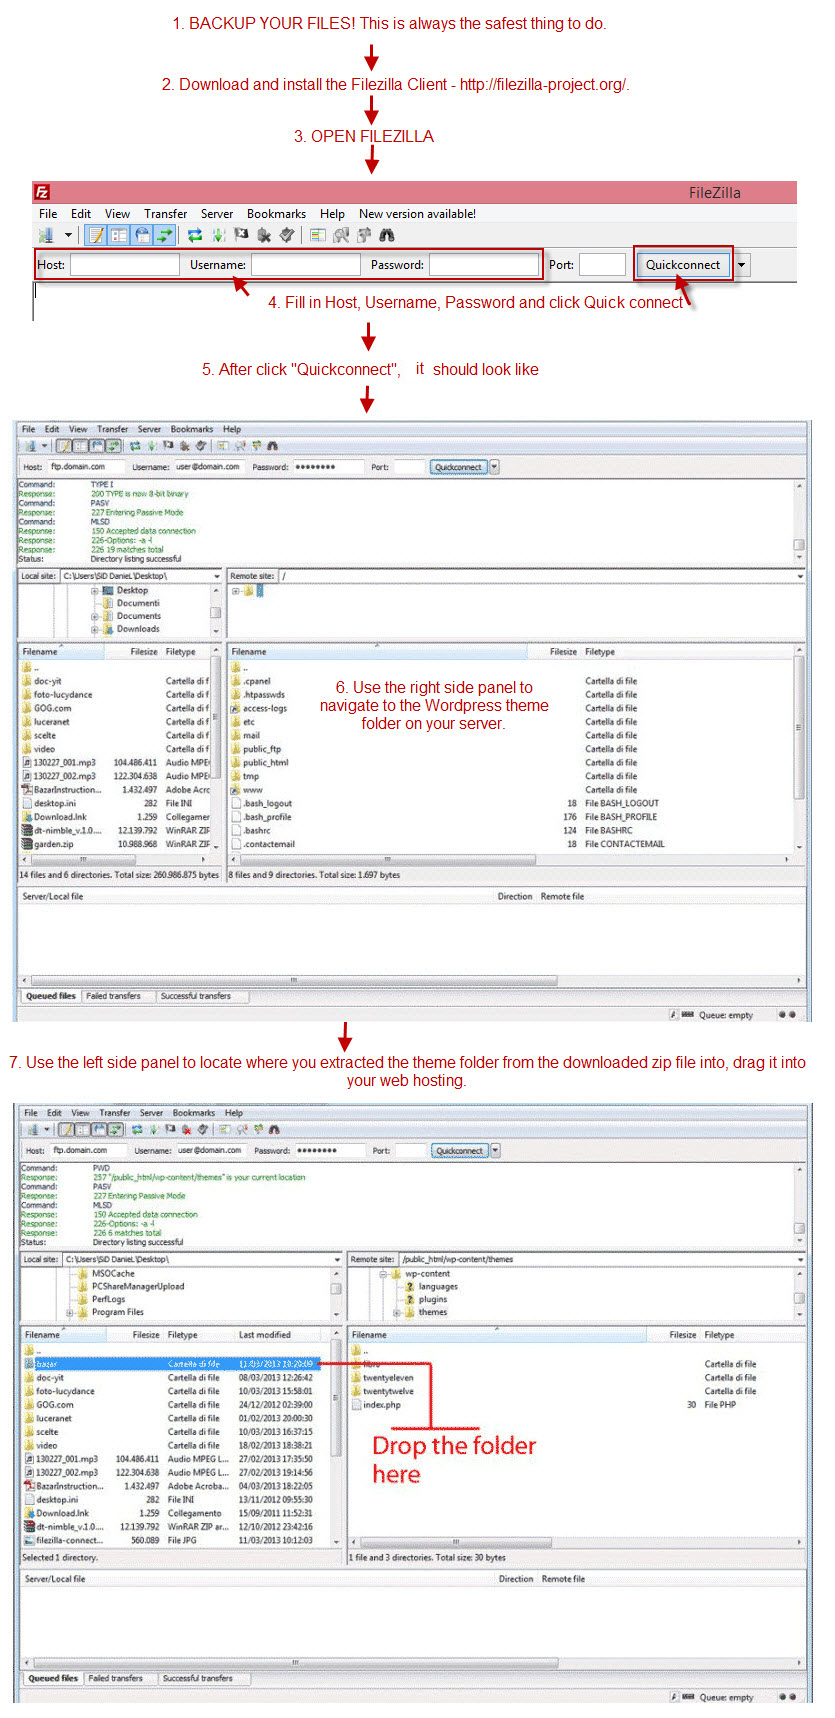 1. BACKUP YOUR FILES! This is always the safest thing to do.
2. Download and install the Filezilla Client - http://filezilla-project.org/.
3. OPEN FILEZILLA
FileZilla
File Edit View Transfer Server Bookmarks Help New version available!
Host: Username: Password: Port: Quickconnect
4. Fill in Host, Username, Password and click Quick connect
5. After click "Quickconnect", it should look like
File Edit View Transfer Server Bookmarks Help
Host: ftp.domain.com Username: user@domain.com Password: ●●●●●●●● Port: Quickconnect
Command: TYPE I
Response: 200 TYPE is now 8-bit binary
Command: PASV
Response: 227 Entering Passive Mode
Command: MLSD
Response: 150 Accepted data connection
Response: 226-Options: -a -l
Response: 226 19 matches total
Status: Directory listing successful
Local site: C:\Users\SiD DanieL\Desktop\ Remote site: /
Desktop /
Documenti
Documents
Downloads
Filename Filesize Filetype Filename Filesize Filetype
.. ..
doc-yit Cartella di f .cpanel Cartella di file
foto-lucydance Cartella di f .htpasswds Cartella di file
GOG.com Cartella di f access-logs Cartella di file
luceranet Cartella di f etc Cartella di file
scelte Cartella di f mail Cartella di file
video Cartella di f public_ftp Cartella di file
130227_001.mp3 104.486.411 Audio MPEG public_html Cartella di file
130227_002.mp3 122.304.638 Audio MPEG tmp Cartella di file
BazarInstruction... 1.432.497 Adobe Acrc www Cartella di file
desktop.ini 282 File INI .bash_logout 18 File BASH_LOGOUT
Download.lnk 1.259 Collegamer .bash_profile 176 File BASH_PROFILE
dt-nimble_v.1.0.... 12.139.792 WinRAR ZIF .bashrc 124 File BASHRC
garden.zip 10.988.968 WinRAR ZIF .contactemail 18 File CONTACTEMAIL
6. Use the right side panel to
navigate to the Wordpress theme
folder on your server.
14 files and 6 directories. Total size: 260.986.875 bytes 8 files and 9 directories. Total size: 1.697 bytes
Server/Local file Direction Remote file
Queued files Failed transfers Successful transfers
Queue: empty
7. Use the left side panel to locate where you extracted the theme folder from the downloaded zip file into, drag it into
your web hosting.
File Edit View Transfer Server Bookmarks Help
Host: ftp.domain.com Username: user@domain.com Password: ●●●●●●●● Port: Quickconnect
Command: PWD
Response: 257 "/public_html/wp-content/themes" is your current location
Command: PASV
Response: 227 Entering Passive Mode
Command: MLSD
Response: 150 Accepted data connection
Response: 226-Options: -a -l
Response: 226 6 matches total
Status: Directory listing successful
Local site: C:\Users\SiD DanieL\Desktop\ Remote site: /public_html/wp-content/themes
MSOCache wp-content
PCShareManagerUpload languages
PerfLogs plugins
Program Files themes
Filename Filesize Filetype Last modified Filename Filesize Filetype
.. ..
bazar Cartella di file 11/03/2013 10:20:09 libro Cartella di file
doc-yit Cartella di file 08/03/2013 12:26:42 twentyeleven Cartella di file
foto-lucydance Cartella di file 10/03/2013 15:58:01 twentytwelve Cartella di file
GOG.com Cartella di file 24/12/2012 02:39:00 index.php 30 File PHP
luceranet Cartella di file 01/02/2013 20:00:30
scelte Cartella di file 10/03/2013 16:37:15
video Cartella di file 18/02/2013 18:38:21
130227_001.mp3 104.486.411 Audio MPEG L... 27/02/2013 17:35:50
130227_002.mp3 122.304.638 Audio MPEG L... 27/02/2013 19:14:56
BazarInstruction... 1.432.497 Adobe Acroba... 04/03/2013 18:22:05
desktop.ini 282 File INI 13/11/2012 09:55:30
Download.lnk 1.259 Collegamento 15/09/2011 11:52:31
dt-nimble_v.1.0.... 12.139.792 WinRAR ZIP ar... 12/10/2012 23:42:16
filezilla-connect... 560.089 File JPG 11/03/2013 10:12:03
Drop the folder
here
Selected 1 directory. 1 file and 3 directories. Total size: 30 bytes
Server/Local file Direction Remote file
Queued files Failed transfers Successful transfers
Queue: empty